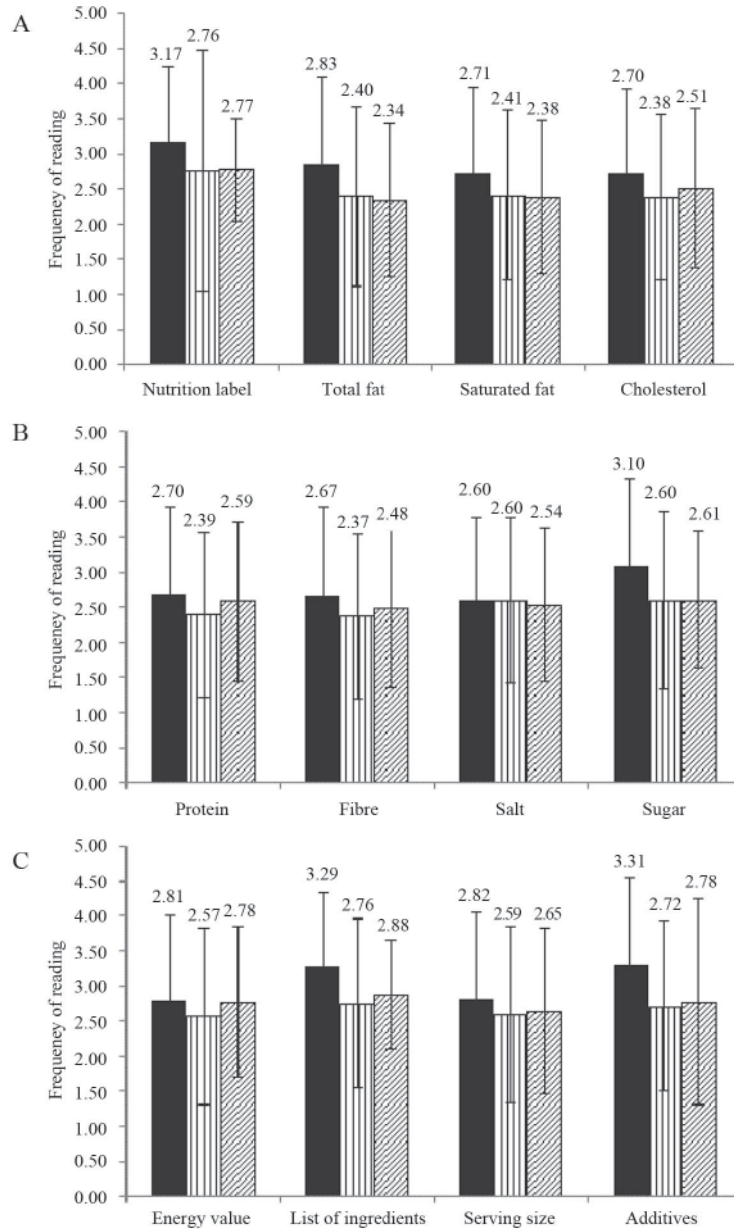 A
5.00
4.50
4.00
3.50
3.00
2.50
2.00
1.50
1.00
0.50
0.00
Frequency of reading
3.17 2.76 2.77 2.83 2.40 2.34 2.71 2.41 2.38 2.70 2.38 2.51
Nutrition label Total fat Saturated fat Cholesterol
B
5.00
4.50
4.00
3.50
3.00
2.50
2.00
1.50
1.00
0.50
0.00
Frequency of reading
2.70 2.39 2.59 2.67 2.37 2.48 2.60 2.60 2.54 3.10 2.60 2.61
Protein Fibre Salt Sugar
C
5.00
4.50
4.00
3.50
3.00
2.50
2.00
1.50
1.00
0.50
0.00
Frequency of reading
2.81 2.57 2.78 3.29 2.76 2.88 2.82 2.59 2.65 3.31 2.72 2.78
Energy value List of ingredients Serving size Additives